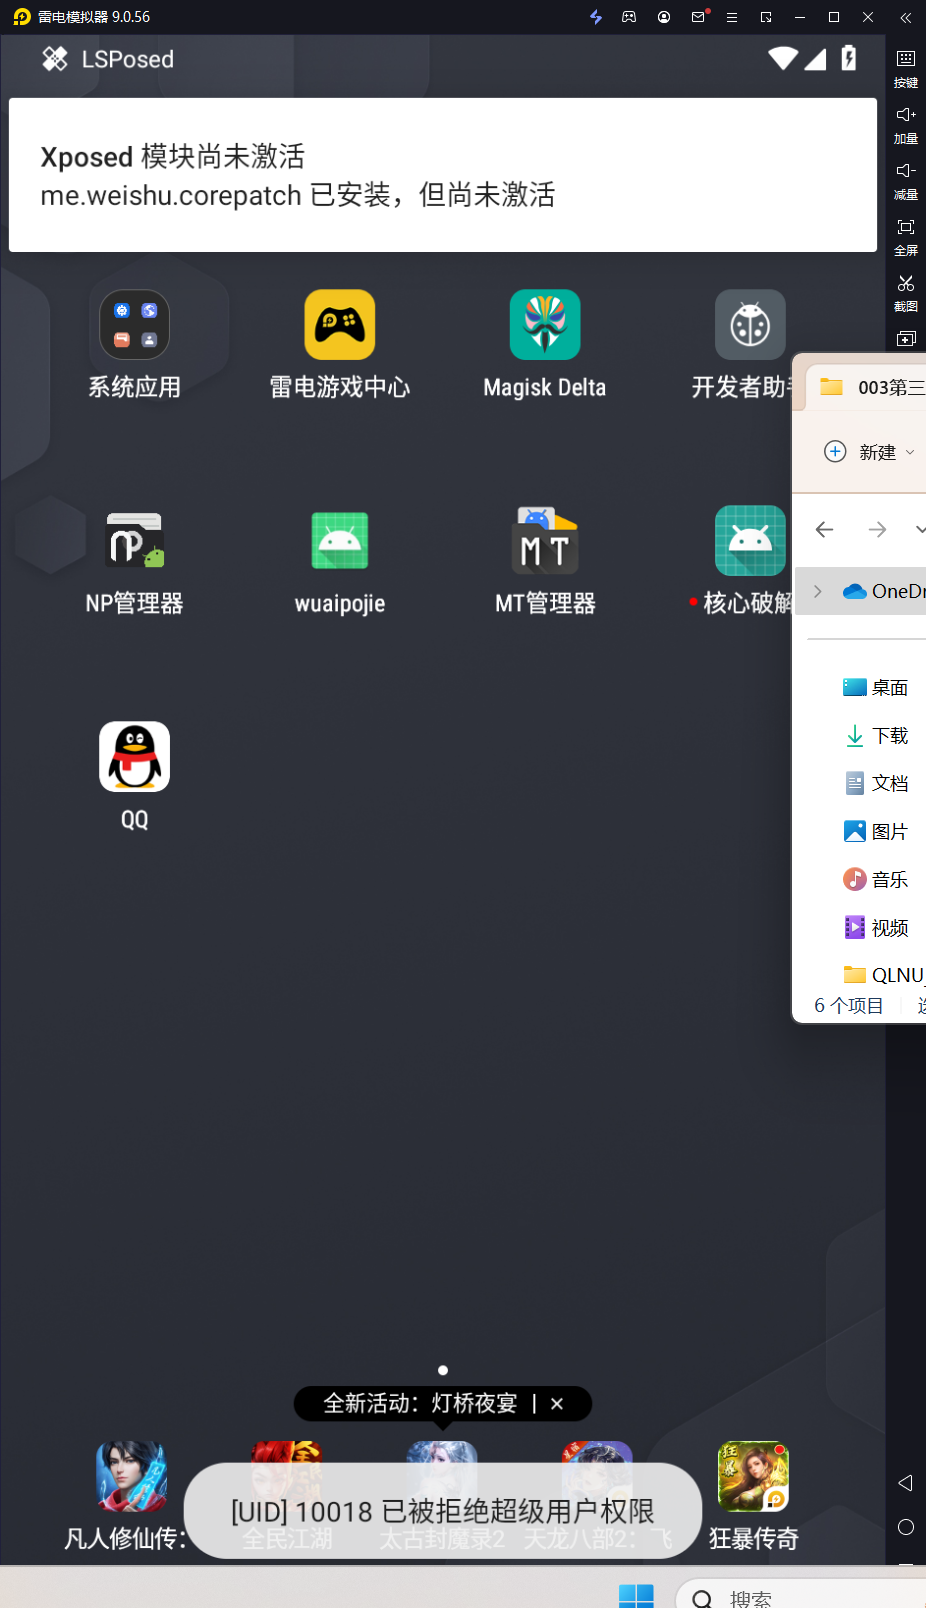 雷电模拟器 9.0.56
LSPosed
Xposed 模块尚未激活
me.weishu.corepatch 已安装，但尚未激活
按键
加量
减量
全屏
截图
系统应用
雷电游戏中心
Magisk Delta
开发者助
NP管理器
wuaipojie
MT管理器
核心破解
QQ
003第三
新建
OneDr
桌面
下载
文档
图片
音乐
视频
QLNU_
6 个项目
全新活动：灯桥夜宴 | ×
[UID] 10018 已被拒绝超级用户权限
凡人修仙传：
全民江湖
太古封魔录2
天龙八部2：飞
狂暴传奇
搜索